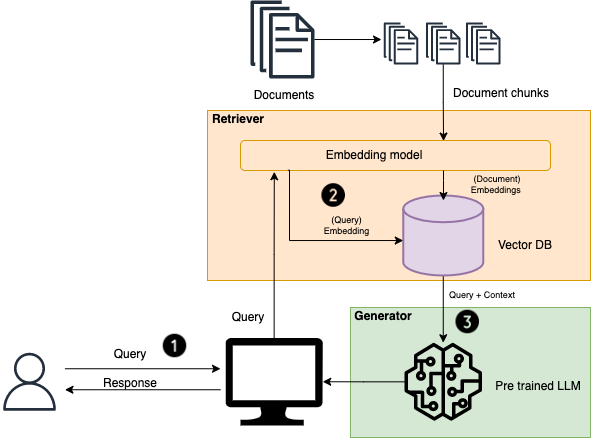 Documents
Document chunks
Retriever
Embedding model
(Document)
Embeddings
2
(Query)
Embedding
Vector DB
Query + Context
Query
Generator
3
1
Query
Response
Pre trained LLM